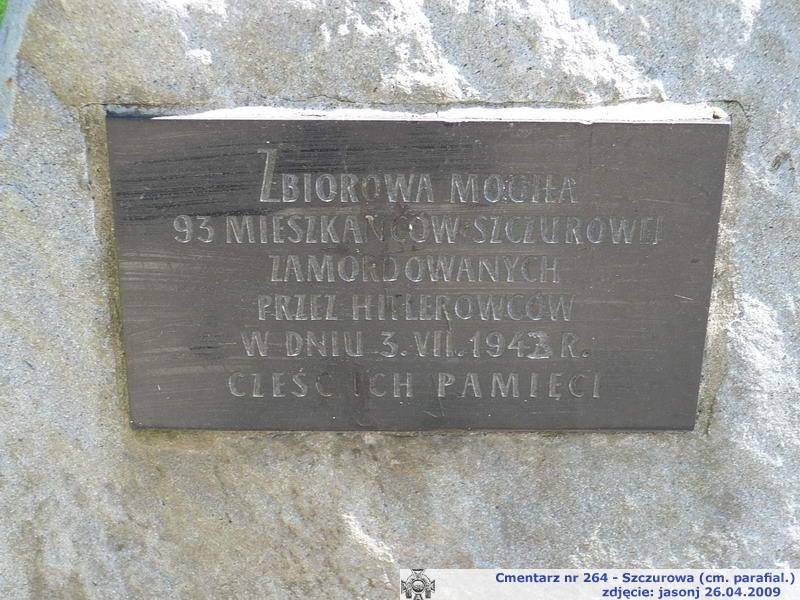 ZBIOROWA MOGIŁA
93 MIESZKAŃCÓW SZCZUROWEJ
ZAMORDOWANYCH
PRZEZ HITLEROWCÓW
W DNIU 3. VII. 1943 R.
CZEŚĆ ICH PAMIĘCI
Cmentarz nr 264 - Szczurowa (cm. parafial.)
zdjęcie: jasonj 26.04.2009